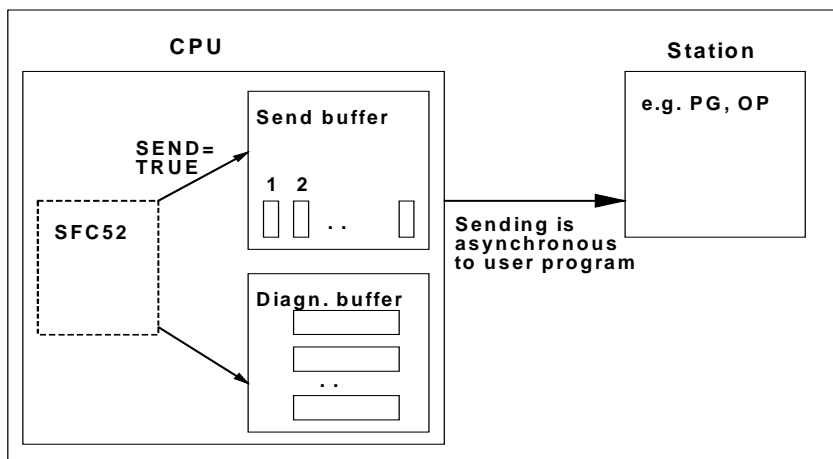 CPU
Station
Send buffer
e.g. PG, OP
SEND=
TRUE
1 2
SFC52
. .
Sending is
asynchronous
to user program
Diagn. buffer
. .